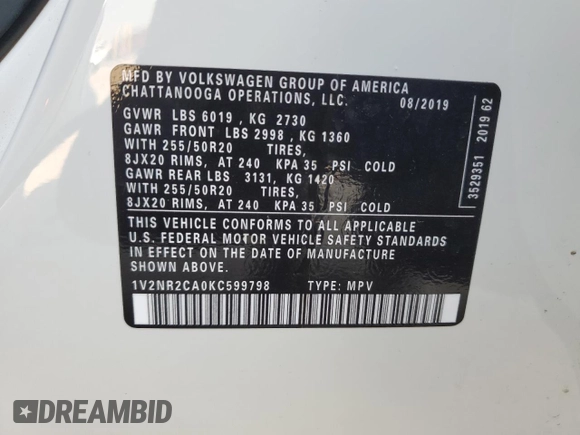 MFD BY VOLKSWAGEN GROUP OF AMERICA
CHATTANOOGA OPERATIONS, LLC. 08/2019
GVWR LBS 6019 , KG 2730
GAWR FRONT LBS 2998 , KG 1360
WITH 255/50R20 TIRES,
8JX20 RIMS, AT 240 KPA 35 PSI COLD
GAWR REAR LBS 3131, KG 1420
WITH 255/50R20 TIRES,
8JX20 RIMS, AT 240 KPA 35 PSI COLD
THIS VEHICLE CONFORMS TO ALL APPLICABLE
U.S. FEDERAL MOTOR VEHICLE SAFETY STANDARDS
IN EFFECT ON THE DATE OF MANUFACTURE
SHOWN ABOVE.
1V2NR2CA0KC599798 TYPE: MPV
3529351 2019 62
DREAMBID